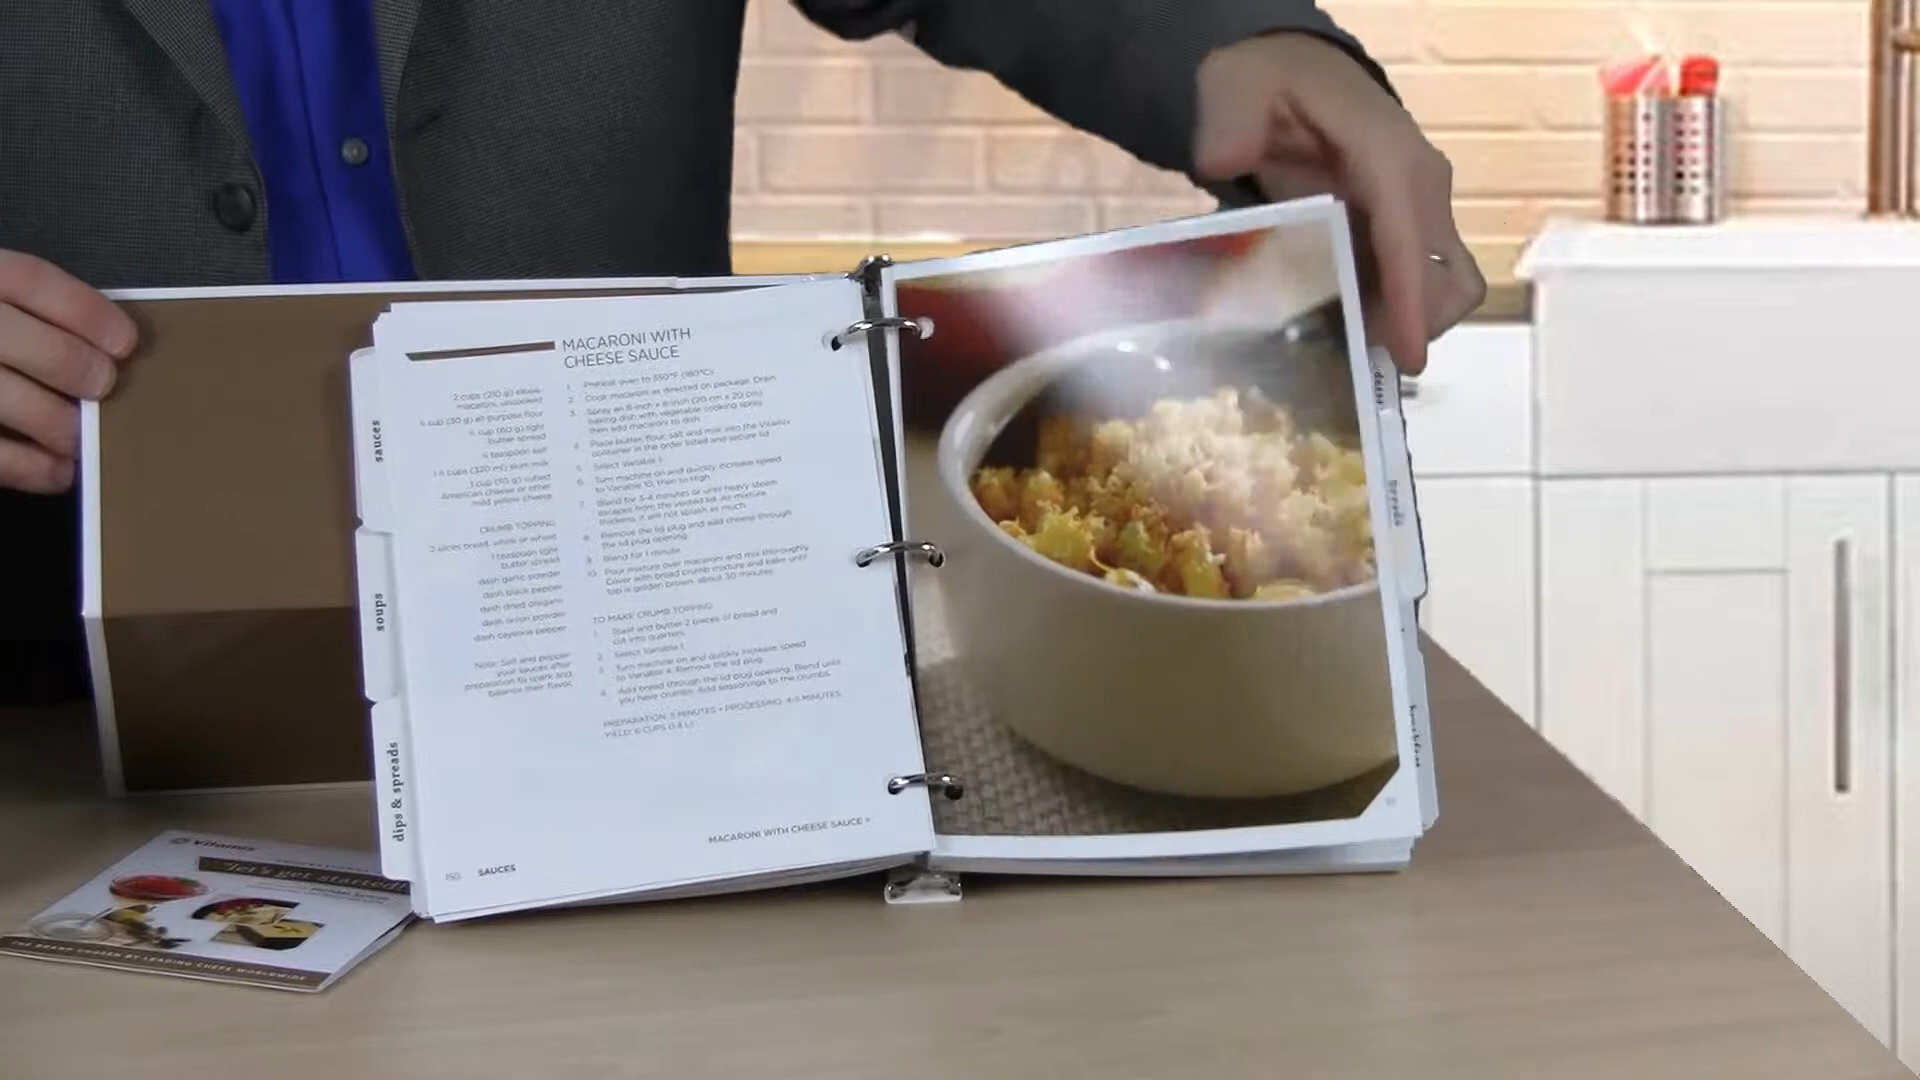 MACARONI WITH
CHEESE SAUCE
2 cups (210 g) elbow
macaroni, uncooked
¼ cup (30 g) all-purpose flour
¼ cup (60 g) light
butter spread
½ teaspoon salt
1 ⅓ cups (320 ml) skim milk
1 cup (115 g) cubed
American cheese or other
mild yellow cheese
CRUMB TOPPING
2 slices bread, white or wheat
1 teaspoon light
butter spread
dash garlic powder
dash black pepper
dash dried oregano
dash onion powder
dash cayenne pepper
Note: Salt and pepper
your sauces after
preparation to spark and
balance their flavor.
1. Preheat oven to 350°F (180°C).
2. Cook macaroni as directed on package. Drain.
3. Spray an 8-inch x 8-inch (20 cm x 20 cm)
baking dish with vegetable cooking spray
then add macaroni to dish.
4. Place butter, flour, salt and milk into the Vitamix
container in the order listed and secure lid.
5. Select Variable 1.
6. Turn machine on and quickly increase speed
to Variable 10, then to High.
7. Blend for 3-4 minutes or until heavy steam
escapes from the vented lid. As mixture
thickens, it will not splash as much.
8. Remove the lid plug and add cheese through
the lid plug opening.
9. Blend for 1 minute.
10. Pour mixture over macaroni and mix thoroughly.
Cover with bread crumb mixture and bake until
top is golden brown, about 30 minutes.
TO MAKE CRUMB TOPPING:
1. Toast and butter 2 pieces of bread and
cut into quarters.
2. Select Variable 1.
3. Turn machine on and quickly increase speed
to Variable 4. Remove the lid plug.
4. Add bread through the lid plug opening. Blend until
you have crumbs. Add seasonings to the crumbs.
PREPARATION: 5 MINUTES • PROCESSING: 4-5 MINUTES
YIELD: 6 CUPS (1.4 L)
MACARONI WITH CHEESE SAUCE »
150 SAUCES
sauces
soups
dips & spreads
breads
Vitamix
"let's get started!"
THE BRAND CHOSEN BY LEADING CHEFS WORLDWIDE